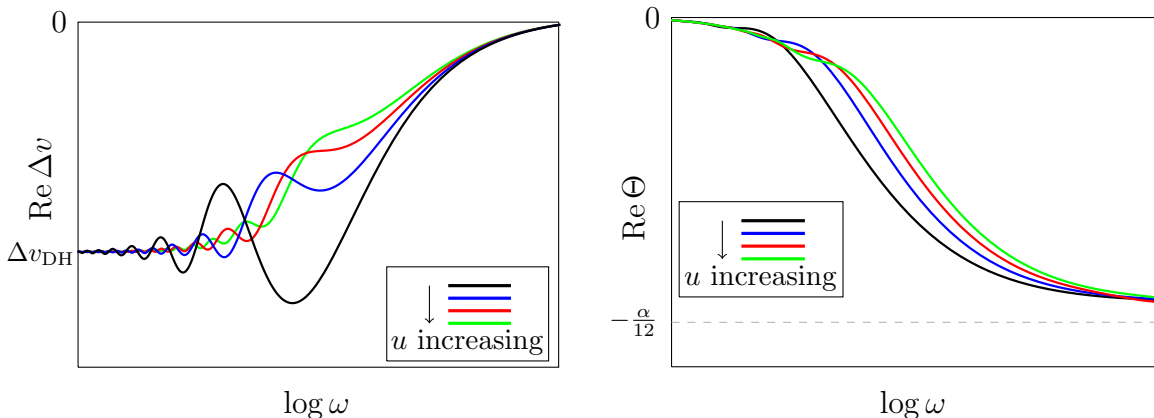 0
Re Δv
Δv_DH
u increasing
log ω
0
Re Θ
u increasing
−α/12
log ω